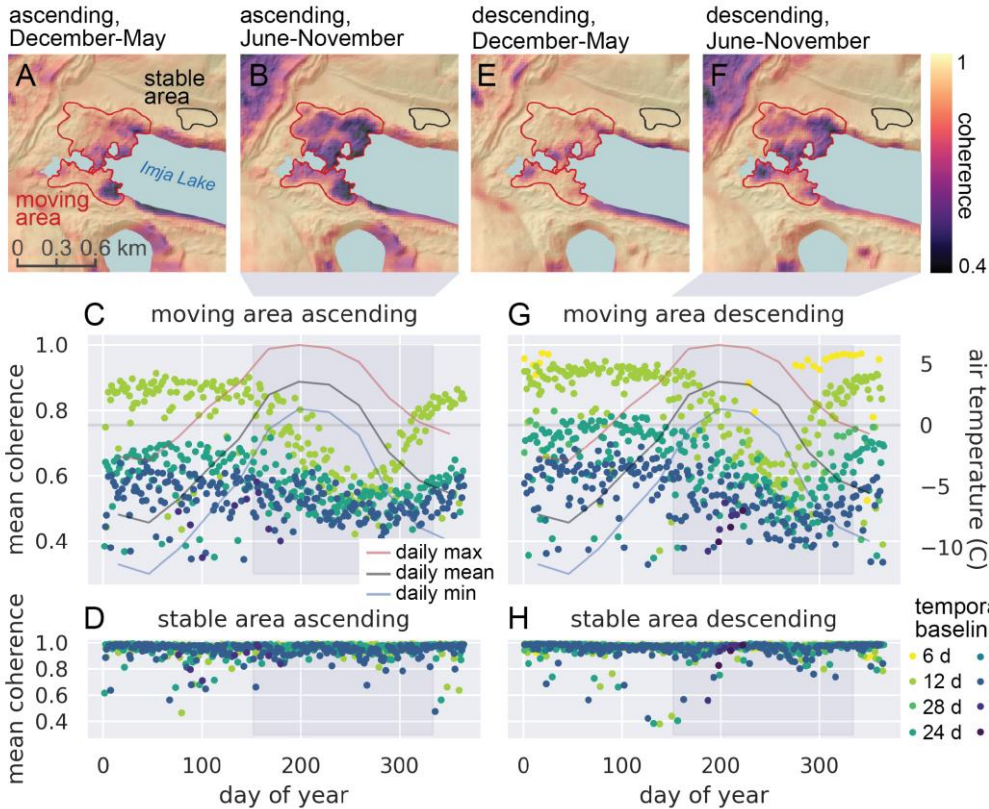 ascending,
December-May
ascending,
June-November
descending,
December-May
descending,
June-November
A
stable
area
Imja Lake
moving
area
0 0.3 0.6 km
B
E
F
1
coherence
0.4
C moving area ascending
mean coherence
1.0
0.8
0.6
0.4
daily max
daily mean
daily min
G moving area descending
5
0
−5
−10
air temperature (C)
D stable area ascending
mean coherence
1.0
0.8
0.6
0.4
0 100 200 300
day of year
H stable area descending
0 100 200 300
day of year
tempora
baselin
6 d
12 d
28 d
24 d